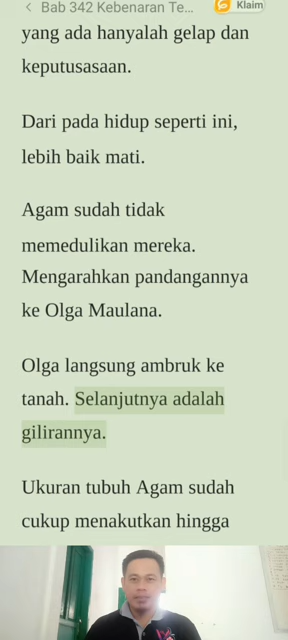 Bab 342 Kebenaran Te...
Klaim
yang ada hanyalah gelap dan
keputusasaan.
Dari pada hidup seperti ini,
lebih baik mati.
Agam sudah tidak
memedulikan mereka.
Mengarahkan pandangannya
ke Olga Maulana.
Olga langsung ambruk ke
tanah. Selanjutnya adalah
gilirannya.
Ukuran tubuh Agam sudah
cukup menakutkan hingga